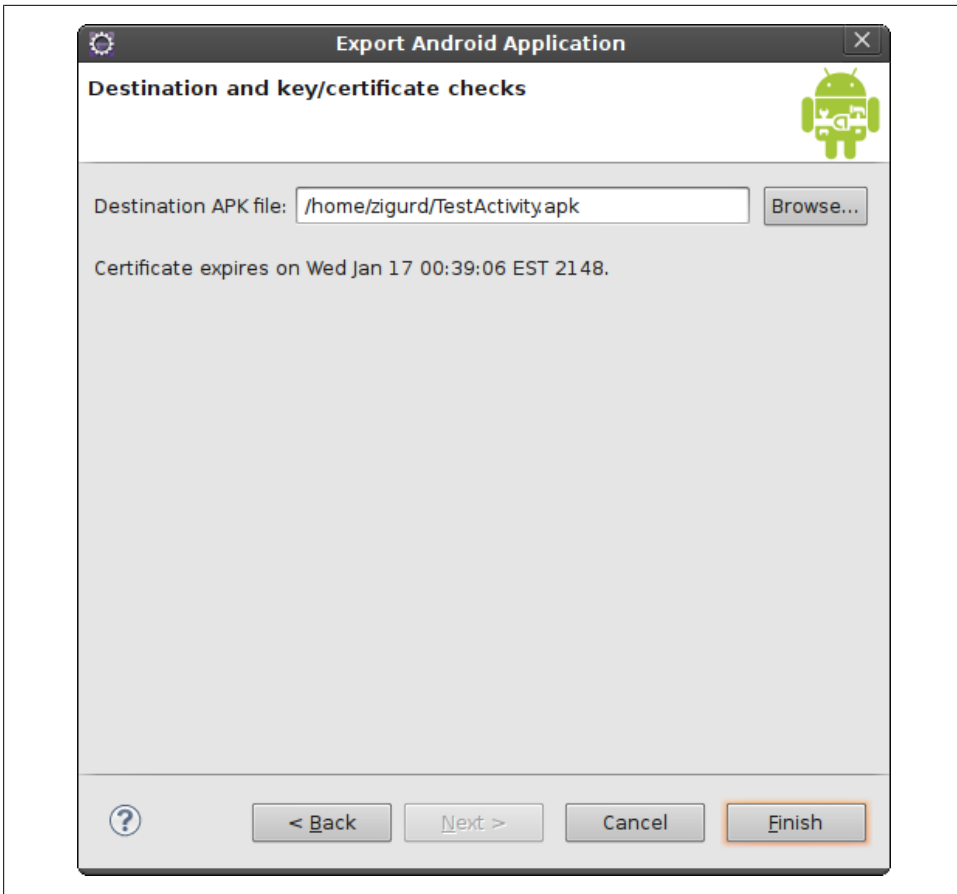 Export Android Application
Destination and key/certificate checks
Destination APK file: /home/zigurd/TestActivity.apk Browse...
Certificate expires on Wed Jan 17 00:39:06 EST 2148.
? < Back Next > Cancel Finish